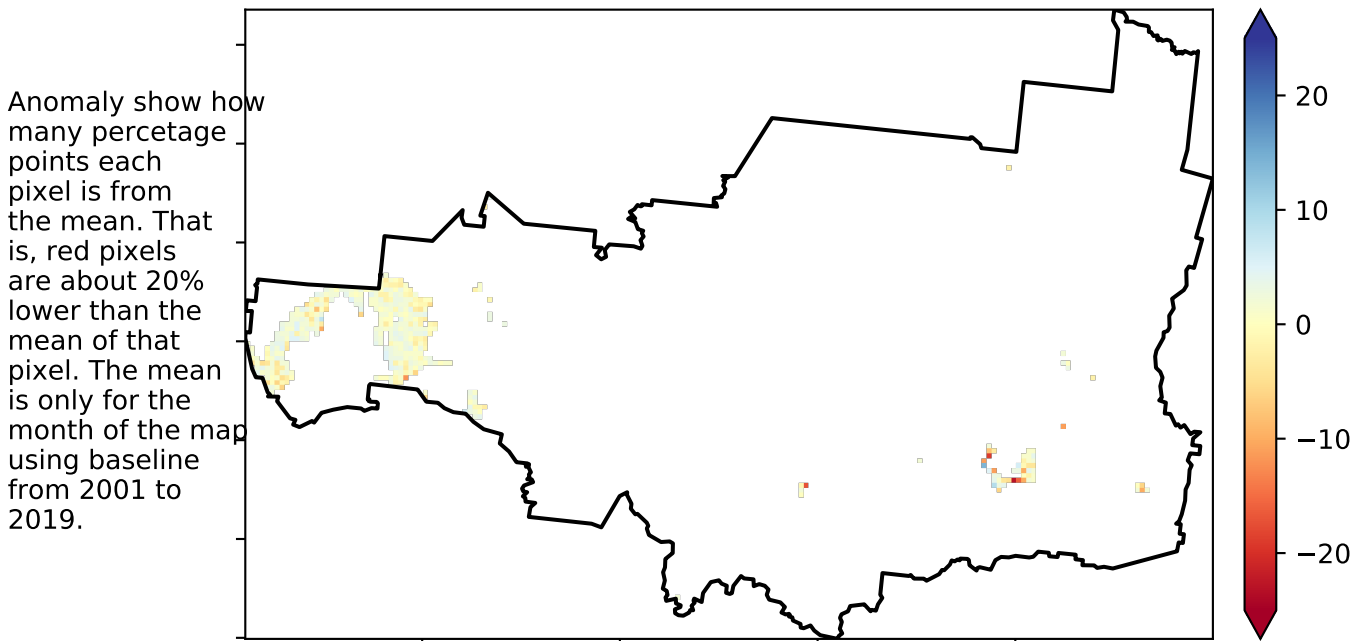 Anomaly show how
many percetage
points each
pixel is from
the mean. That
is, red pixels
are about 20%
lower than the
mean of that
pixel. The mean
is only for the
month of the map
using baseline
from 2001 to
2019.
20
10
0
−10
−20